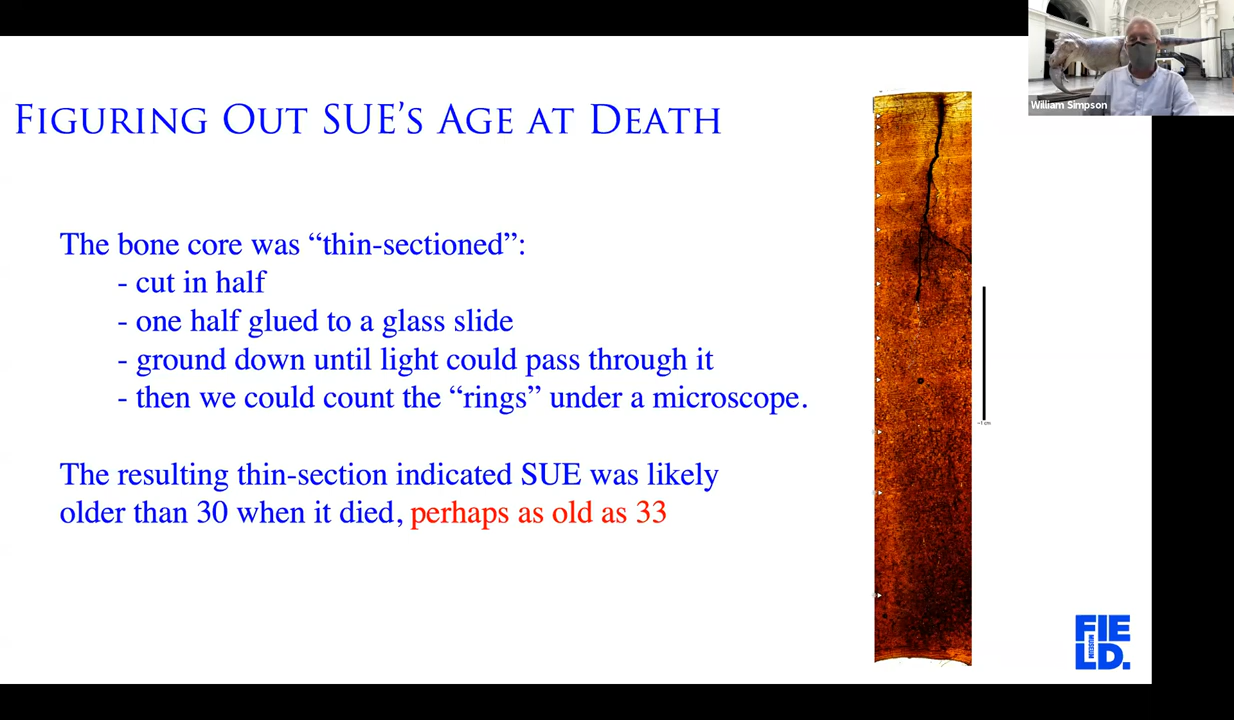 William Simpson
FIGURING OUT SUE'S AGE AT DEATH
The bone core was “thin-sectioned”:
- cut in half
- one half glued to a glass slide
- ground down until light could pass through it
- then we could count the “rings” under a microscope.
The resulting thin-section indicated SUE was likely
older than 30 when it died, perhaps as old as 33
~1 cm
FIE
LD.
MUSEUM